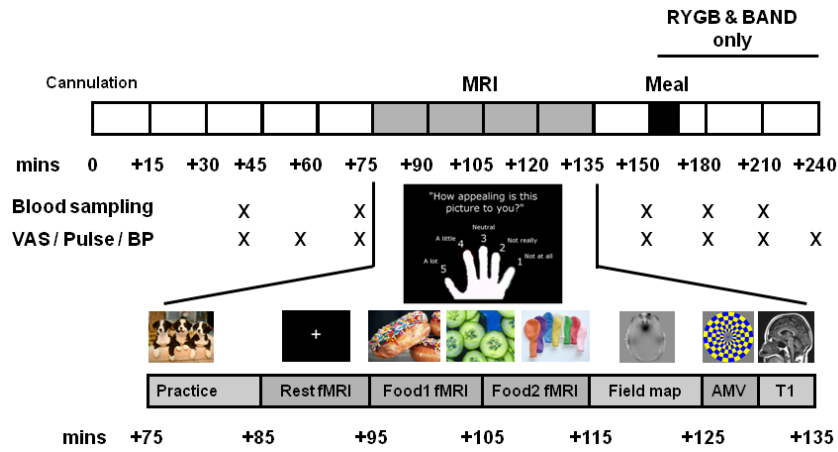 RYGB & BAND
only
Cannulation
MRI
Meal
mins 0 +15 +30 +45 +60 +75 +90 +105 +120 +135 +150 +180 +210 +240
Blood sampling X X X X X
VAS / Pulse / BP X X X X X X X
"How appealing is this
picture to you?"
Neutral
A little 4 3 2 Not really
A lot 5 1 Not at all
+
Practice Rest fMRI Food1 fMRI Food2 fMRI Field map AMV T1
mins +75 +85 +95 +105 +115 +125 +135